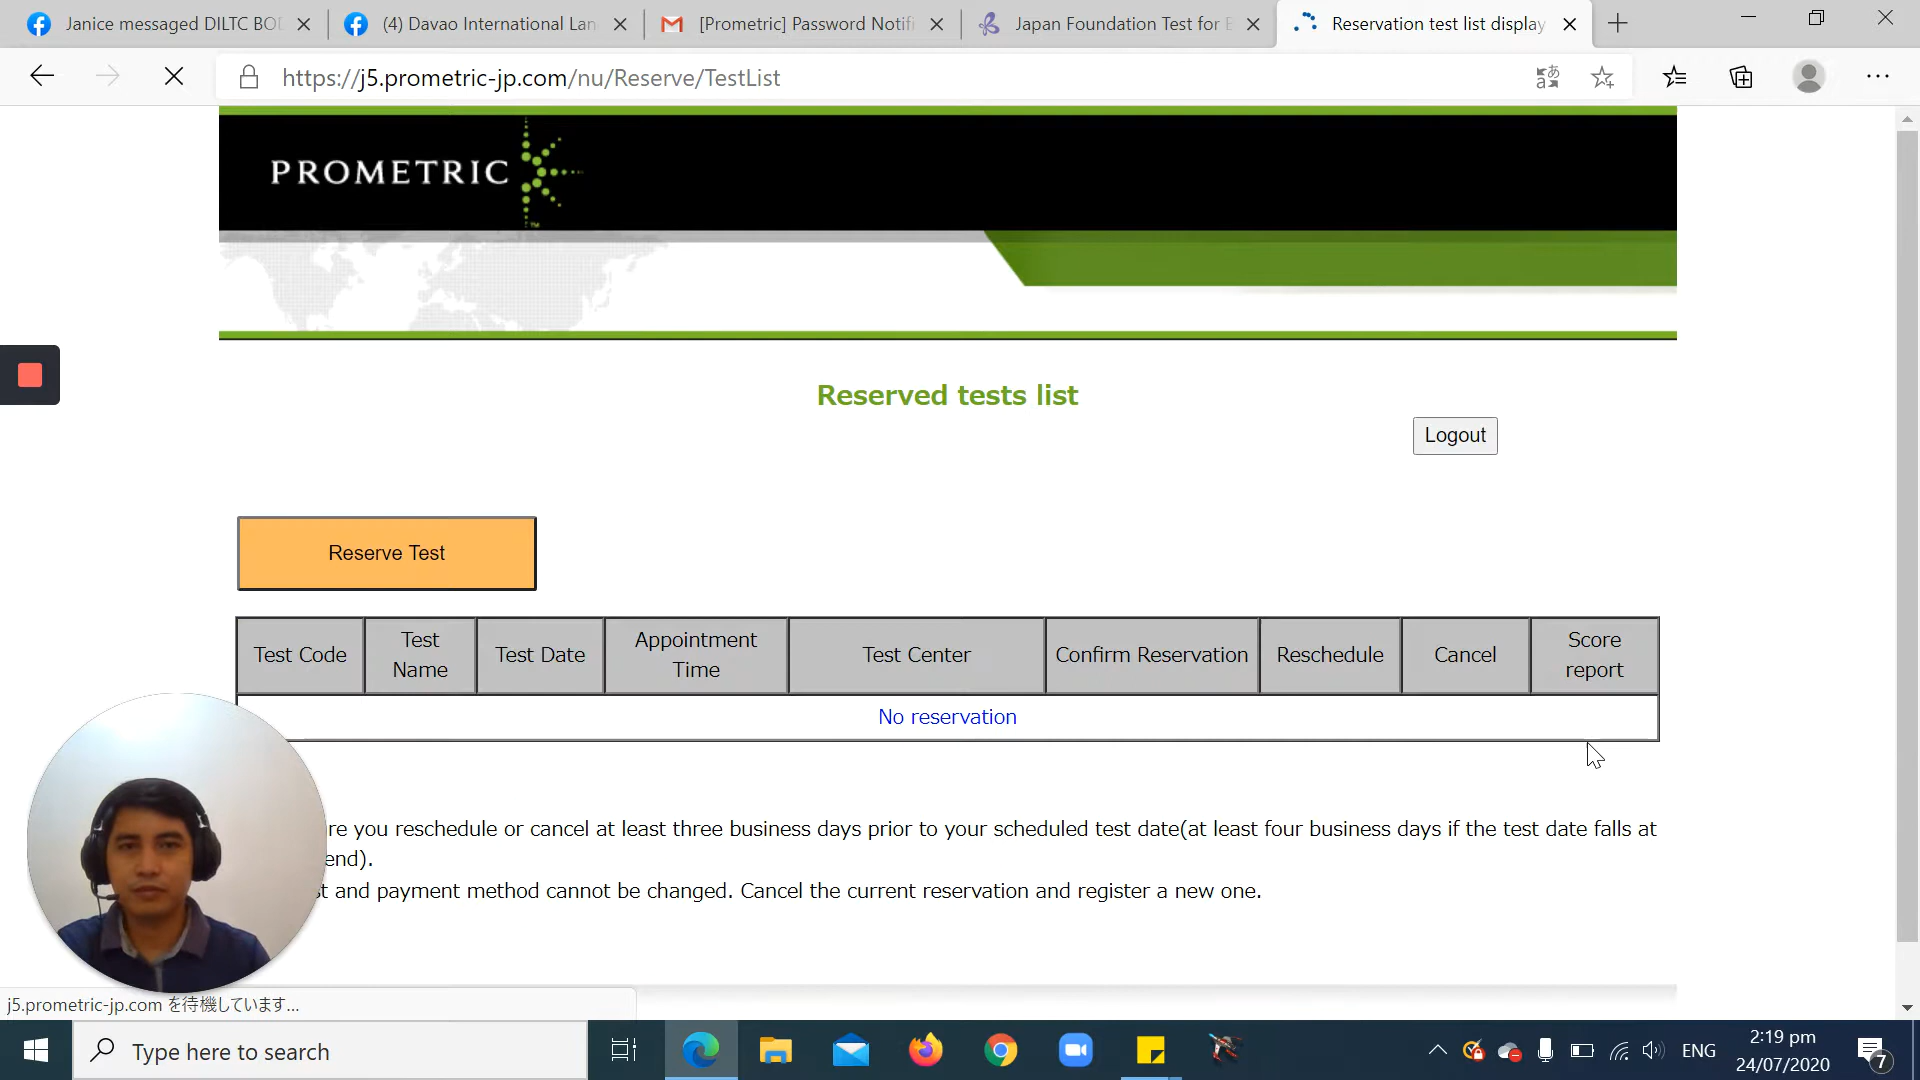 Janice messaged DILTC BOD
(4) Davao International Lan
[Prometric] Password Notifi
Japan Foundation Test for B
Reservation test list display
https://j5.prometric-jp.com/nu/Reserve/TestList
PROMETRIC
Reserved tests list
Logout
Reserve Test
Test Code
Test Name
Test Date
Appointment Time
Test Center
Confirm Reservation
Reschedule
Cancel
Score report
No reservation
re you reschedule or cancel at least three business days prior to your scheduled test date(at least four business days if the test date falls at
end).
st and payment method cannot be changed. Cancel the current reservation and register a new one.
j5.prometric-jp.com を待機しています...
Type here to search
ENG
2:19 pm
24/07/2020
7